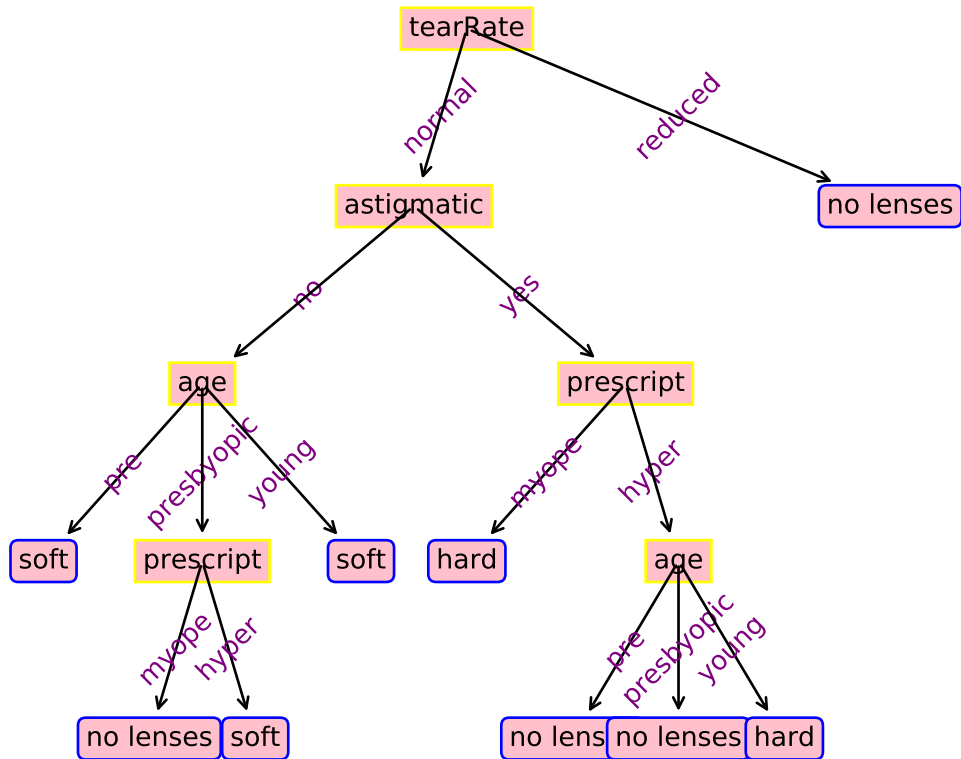 tearRate
normal
reduced
astigmatic
no lenses
no
yes
age
prescript
pre
presbyopic
young
myope
hyper
soft
prescript
soft
hard
age
myope
hyper
pre
presbyopic
young
no lenses
soft
no lens
no lenses
hard